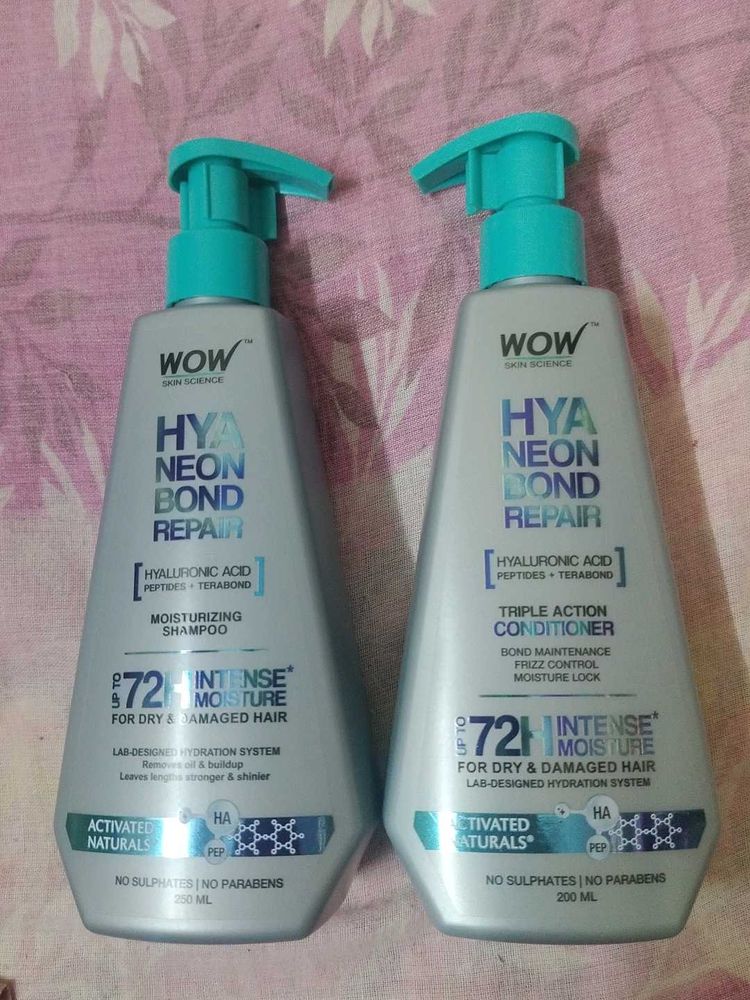 WOW™
SKIN SCIENCE
HYA
NEON
BOND
REPAIR
[HYALURONIC ACID
PEPTIDES + TERABOND]
MOISTURIZING
SHAMPOO
UP TO
72H INTENSE*
MOISTURE
FOR DRY & DAMAGED HAIR
LAB-DESIGNED HYDRATION SYSTEM
Removes oil & buildup
Leaves lengths stronger & shinier
ACTIVATED
NATURALS
HA
PEP
NO SULPHATES | NO PARABENS
250 ML
WOW™
SKIN SCIENCE
HYA
NEON
BOND
REPAIR
[HYALURONIC ACID
PEPTIDES + TERABOND]
TRIPLE ACTION
CONDITIONER
BOND MAINTENANCE
FRIZZ CONTROL
MOISTURE LOCK
UP TO
72H INTENSE*
MOISTURE
FOR DRY & DAMAGED HAIR
LAB-DESIGNED HYDRATION SYSTEM
ACTIVATED
NATURALS®
HA
PEP
NO SULPHATES | NO PARABENS
200 ML